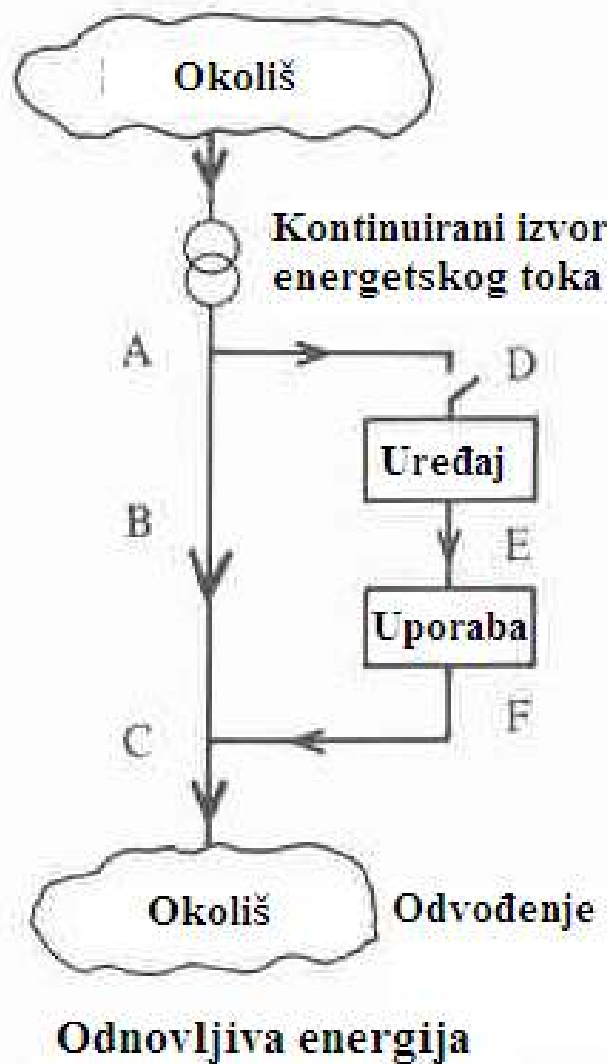 Okoliš
Kontinuirani izvor
energetskog toka
A
D
Uređaj
B
E
Uporaba
F
C
Okoliš
Odvođenje
Odnovljiva energija